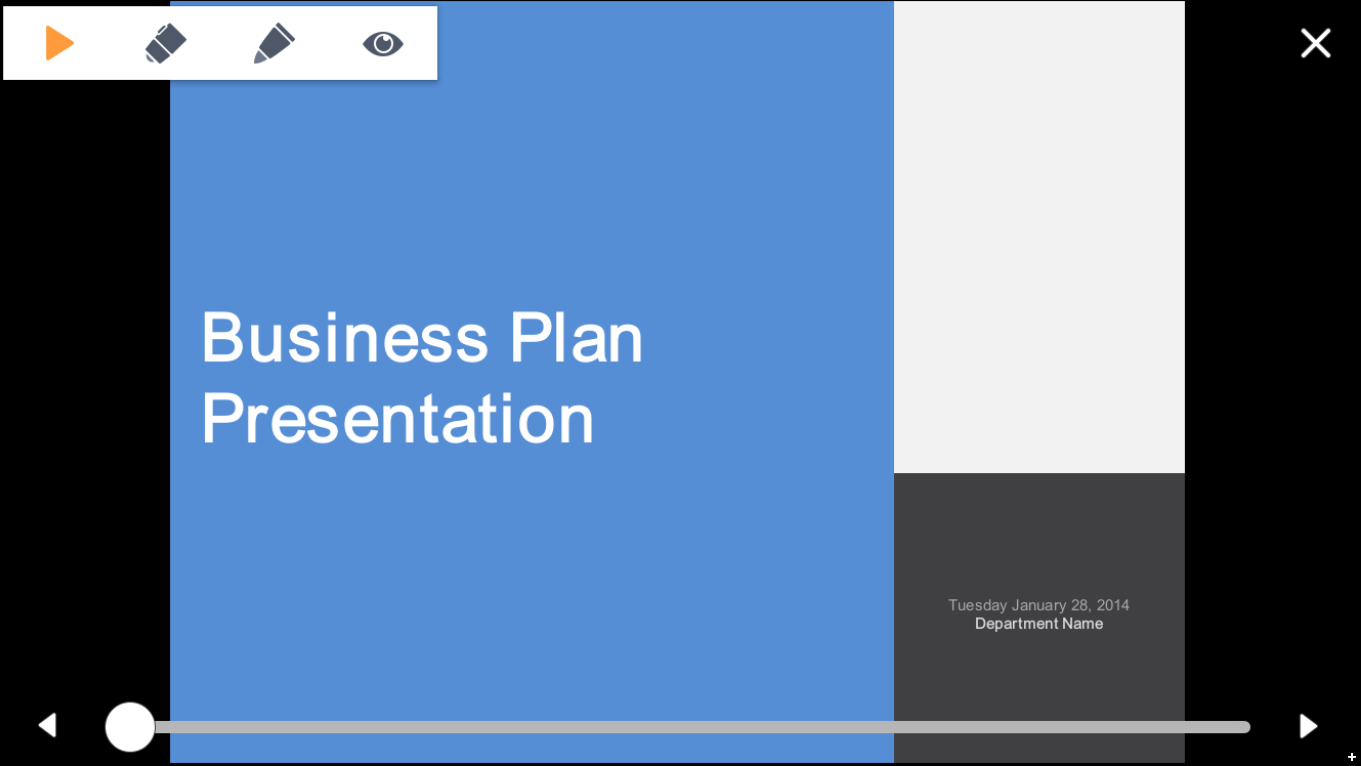 Business Plan
Presentation
Tuesday January 28, 2014
Department Name